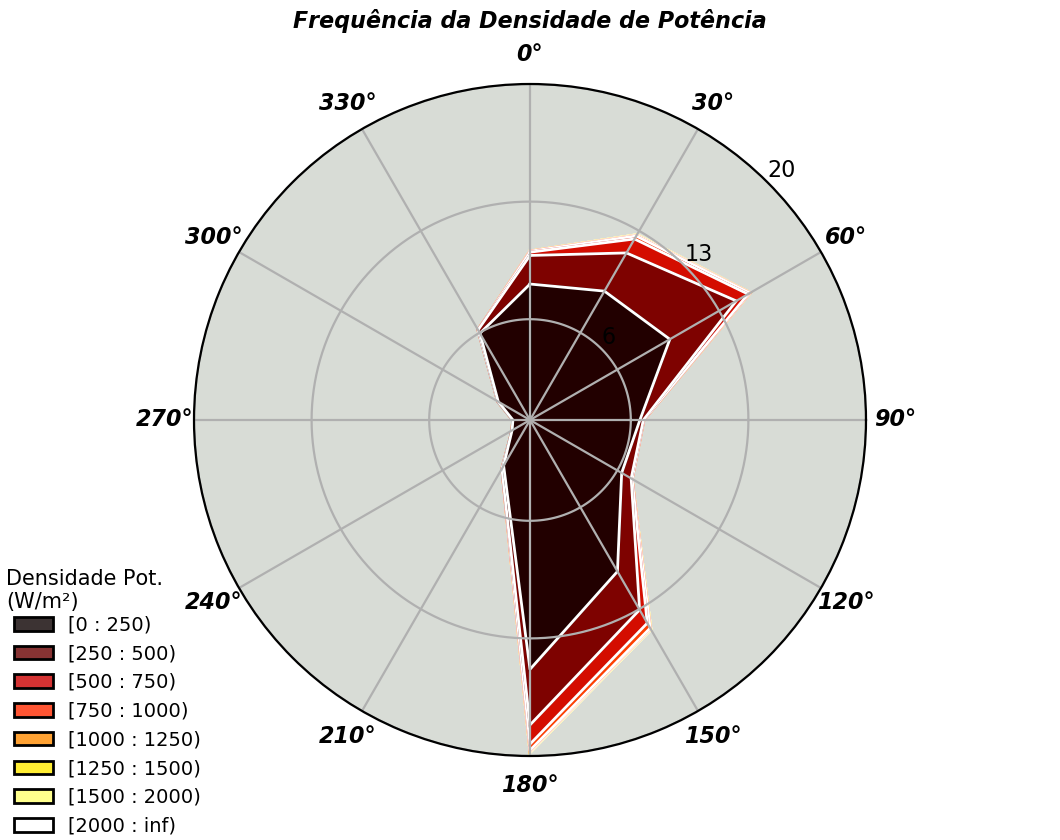 Frequência da Densidade de Potência
0°
330°
30°
20
300°
60°
13
6
270°
90°
Densidade Pot.
(W/m²)
240°
120°
[0 : 250)
[250 : 500)
[500 : 750)
[750 : 1000)
210°
150°
[1000 : 1250)
[1250 : 1500)
180°
[1500 : 2000)
[2000 : inf)